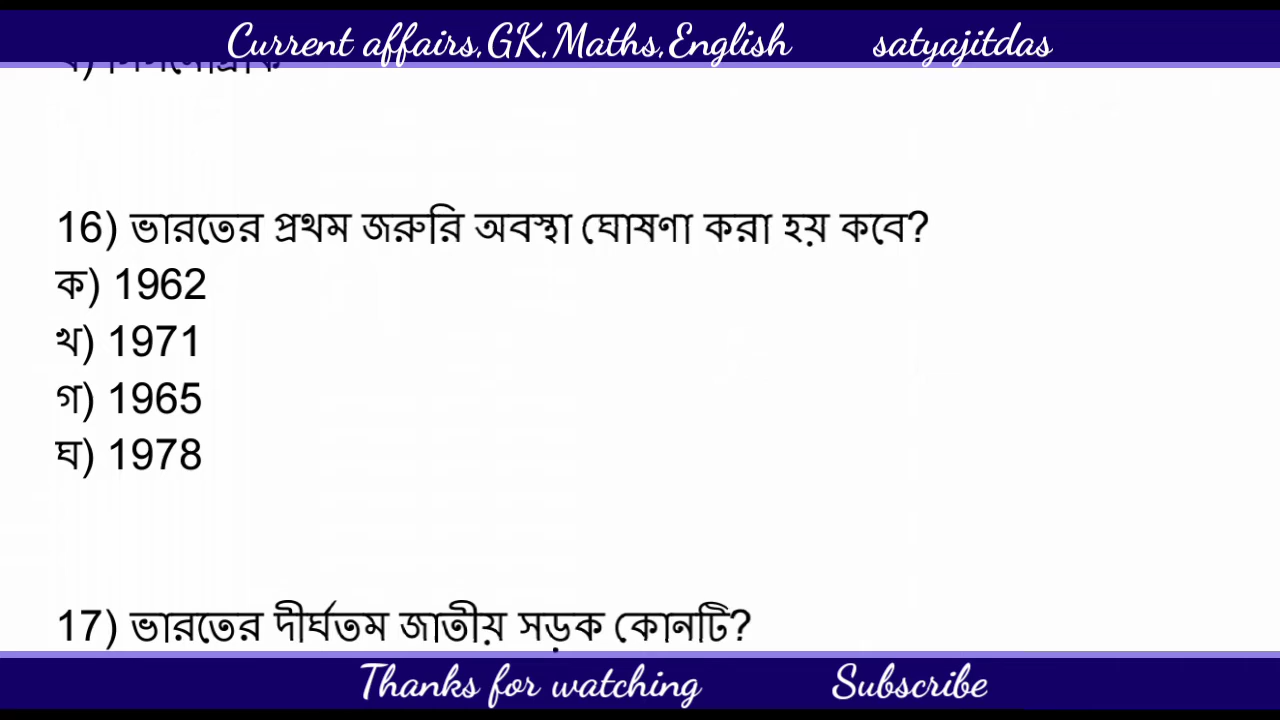 Current affairs,GK,Maths,English satyajitdas
16) ভারতের প্রথম জরুরি অবস্থা ঘোষণা করা হয় কবে?
ক) 1962
খ) 1971
গ) 1965
ঘ) 1978
17) ভারতের দীর্ঘতম জাতীয় সড়ক কোনটি?
Thanks for watching Subscribe